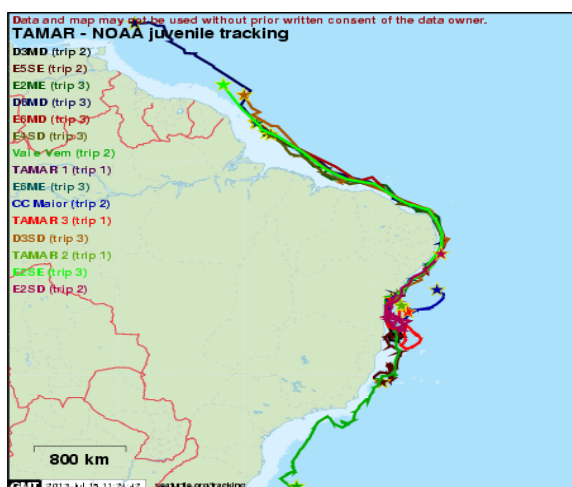 Data and map may not be used without prior written consent of the data owner.
TAMAR - NOAA juvenile tracking
D3MD (trip 2)
E5SE (trip 2)
E2ME (trip 3)
D6MD (trip 3)
E6MD (trip 3)
E4SD (trip 3)
Vai e Vem (trip 2)
TAMAR 1 (trip 1)
E6ME (trip 3)
CC Maior (trip 2)
TAMAR 3 (trip 1)
D3SD (trip 3)
TAMAR 2 (trip 1)
E2SE (trip 3)
E2SD (trip 2)
800 km
GMT
seaturtle.org/tracking